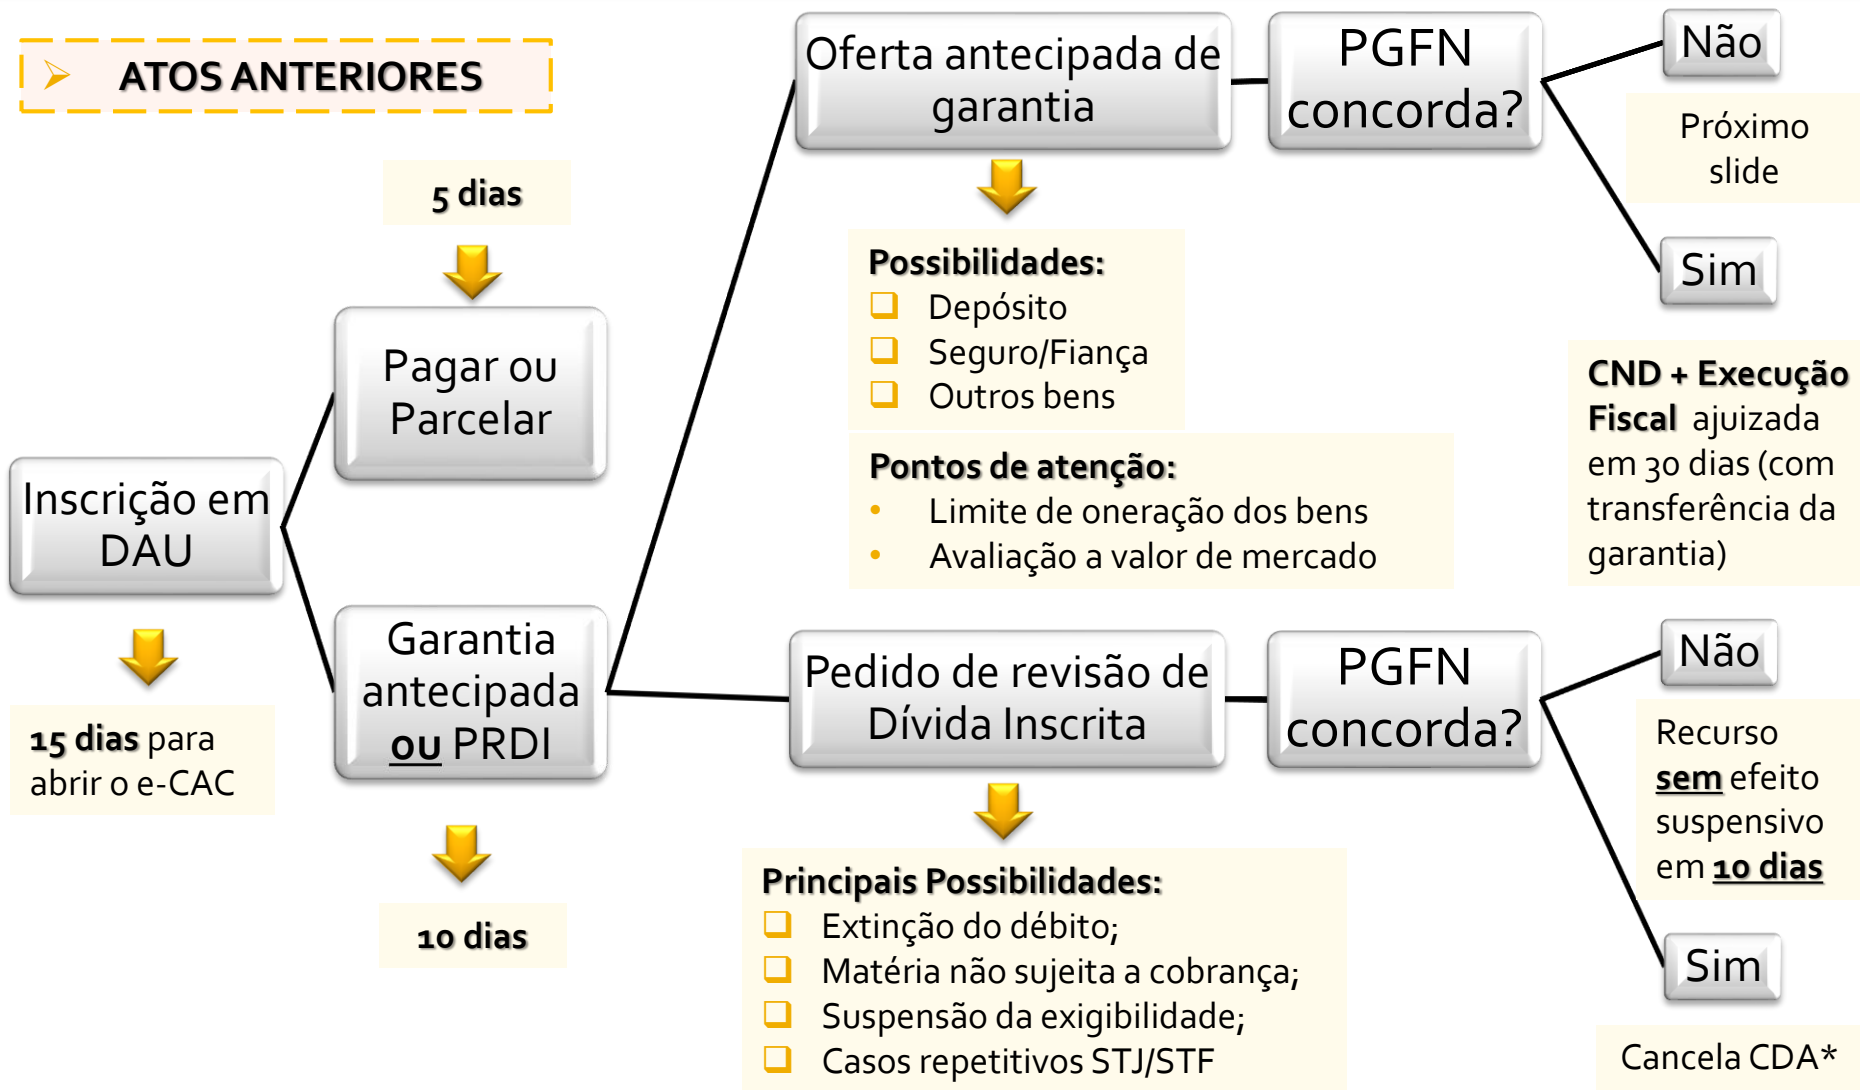 ATOS ANTERIORES
5 dias
Pagar ou
Parcelar
Inscrição em
DAU
15 dias para
abrir o e-CAC
Garantia
antecipada
ou PRDI
10 dias
Oferta antecipada de
garantia
PGFN
concorda?
Não
Próximo
slide
Sim
CND + Execução
Fiscal ajuizada
em 30 dias (com
transferência da
garantia)
Possibilidades:
Depósito
Seguro/Fiança
Outros bens
Pontos de atenção:
• Limite de oneração dos bens
• Avaliação a valor de mercado
Pedido de revisão de
Dívida Inscrita
PGFN
concorda?
Não
Recurso
sem efeito
suspensivo
em 10 dias
Sim
Cancela CDA*
Principais Possibilidades:
Extinção do débito;
Matéria não sujeita a cobrança;
Suspensão da exigibilidade;
Casos repetitivos STJ/STF